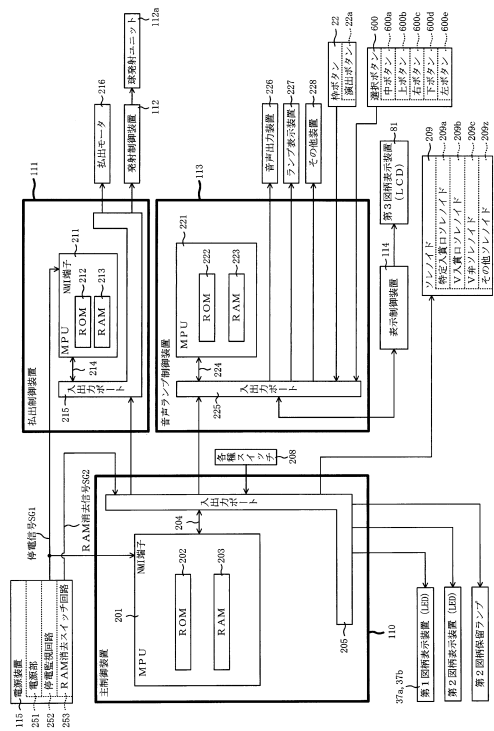 115
電源装置
251
電源部
252
停電監視回路
253
RAM消去スイッチ回路
停電信号SG1
RAM消去信号SG2
110
主制御装置
201
MPU
NMI端子
202
ROM
203
RAM
204
205
入出力ポート
各種スイッチ
208
37a, 37b
第1図柄表示装置(LED)
第2図柄表示装置(LED)
第2図柄保留ランプ
111
払出制御装置
211
MPU
NMI端子
212
ROM
213
RAM
214
215
入出力ポート
216
払出モータ
112
発射制御装置
112a
球発射ユニット
113
音声ランプ制御装置
221
MPU
222
ROM
223
RAM
224
225
入出力ポート
226
音声出力装置
227
ランプ表示装置
228
その他装置
22
枠ボタン
22a
演出ボタン
600
選択ボタン
600a
中ボタン
600b
上ボタン
600c
右ボタン
600d
下ボタン
600e
左ボタン
114
表示制御装置
81
第3図柄表示装置
(LCD)
209
ソレノイド
209a
特定入賞口ソレノイド
209b
V入賞口ソレノイド
209c
V弁ソレノイド
209z
その他ソレノイド